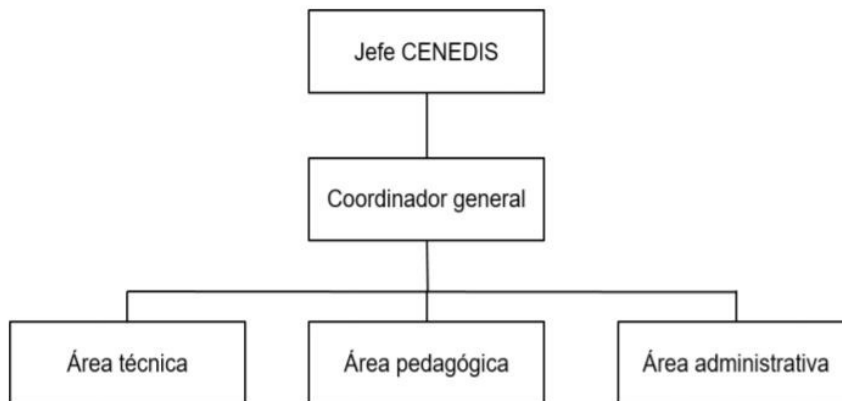 Jefe CENEDIS
Coordinador general
Área técnica
Área pedagógica
Área administrativa